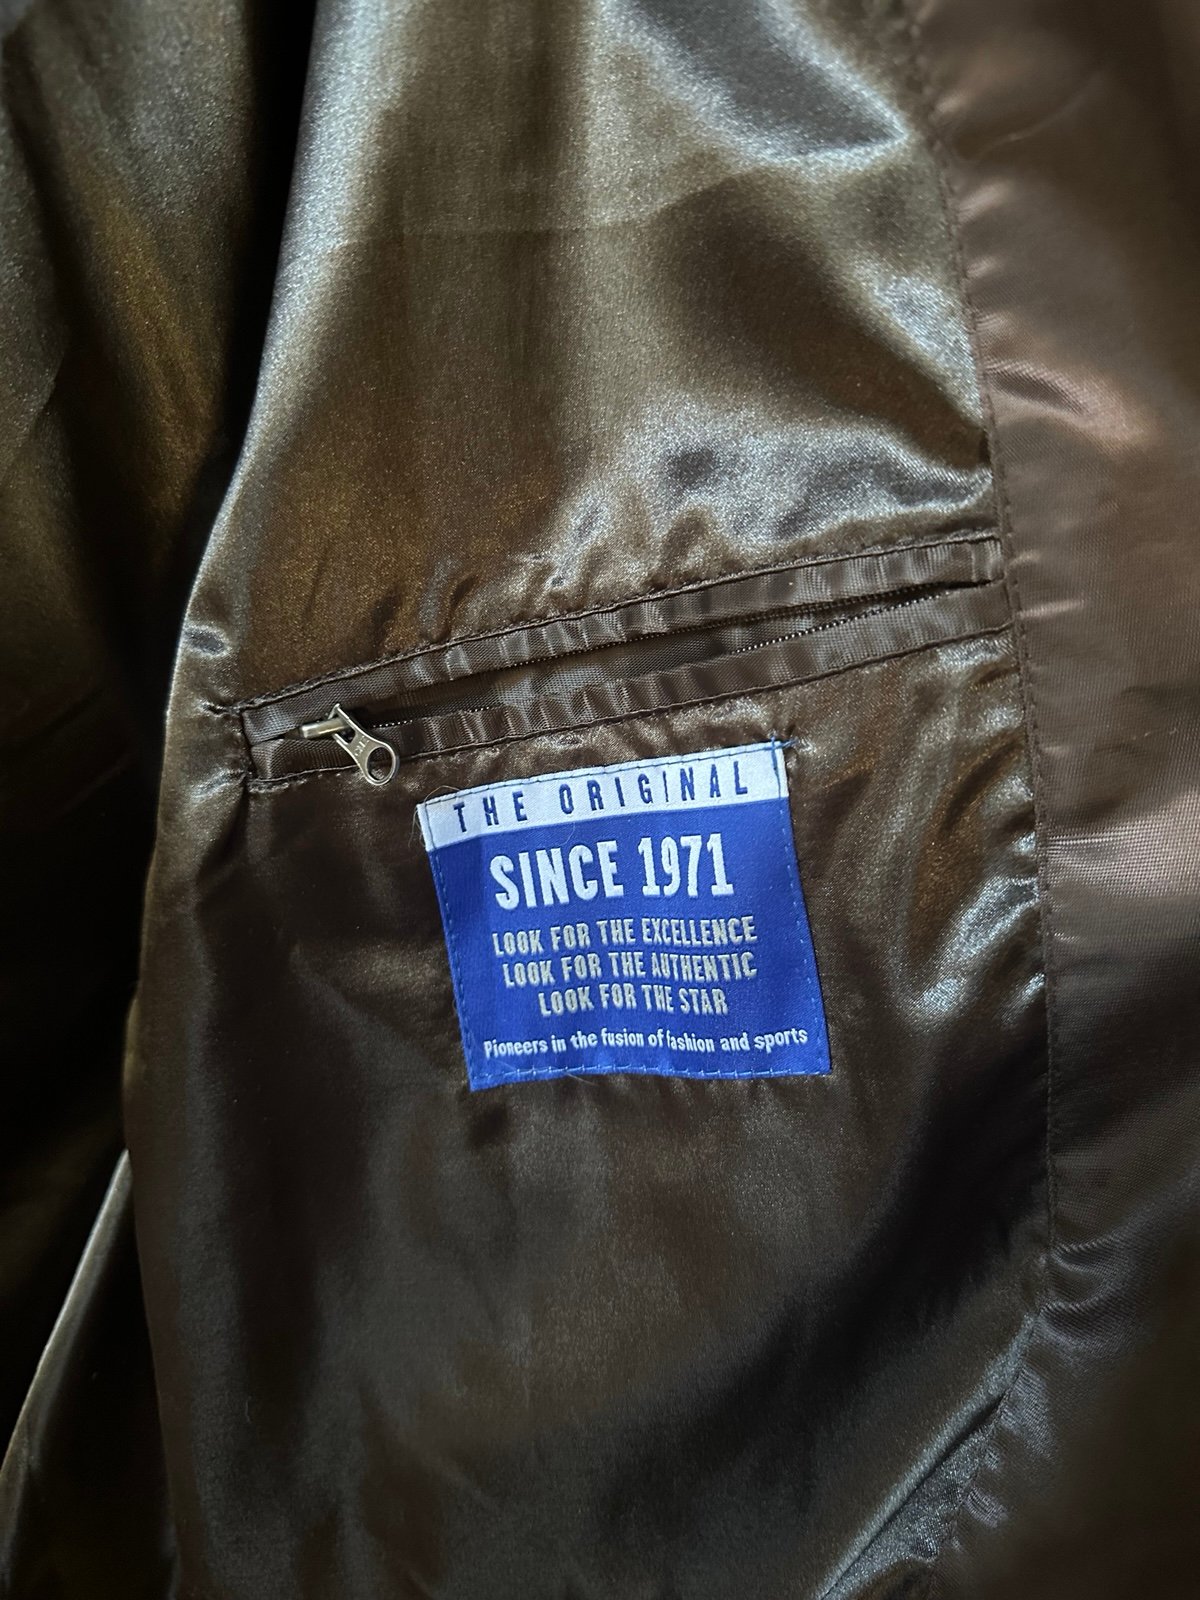 THE ORIGINAL
SINCE 1971
LOOK FOR THE EXCELLENCE
LOOK FOR THE AUTHENTIC
LOOK FOR THE STAR
Pioneers in the fusion of fashion and sports